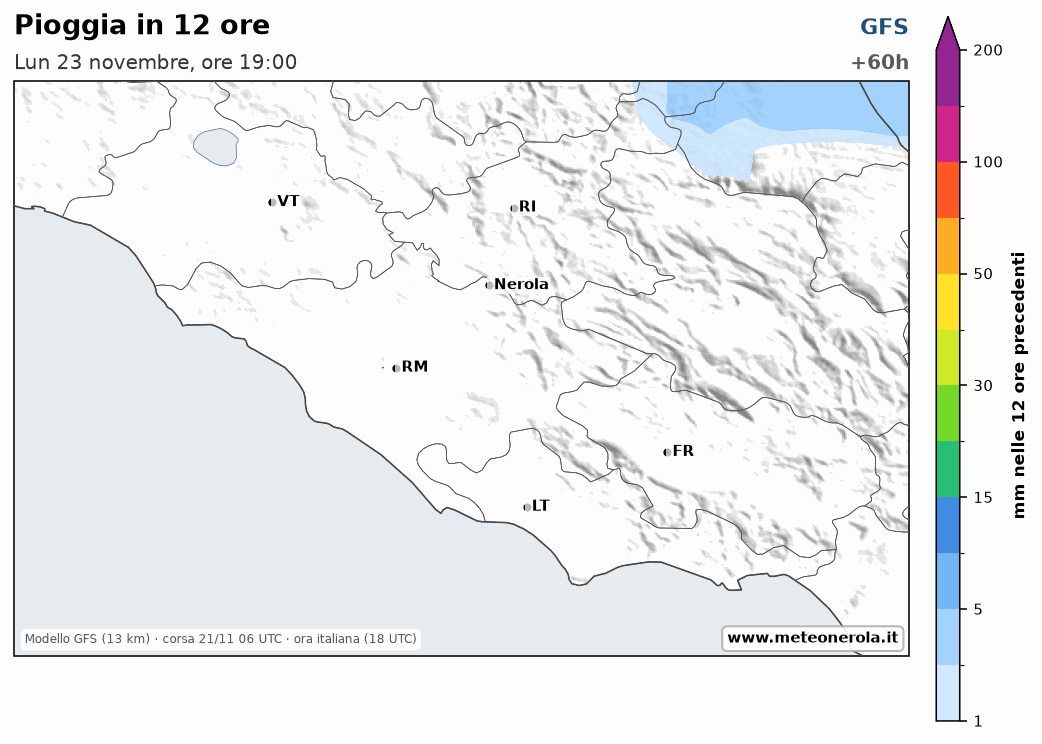 Pioggia in 12 ore
GFS
Lun 23 novembre, ore 19:00
+60h
200
100
50
30
15
5
1
mm nelle 12 ore precedenti
VT
RI
Nerola
RM
FR
LT
Modello GFS (13 km) · corsa 21/11 06 UTC · ora italiana (18 UTC)
www.meteonerola.it